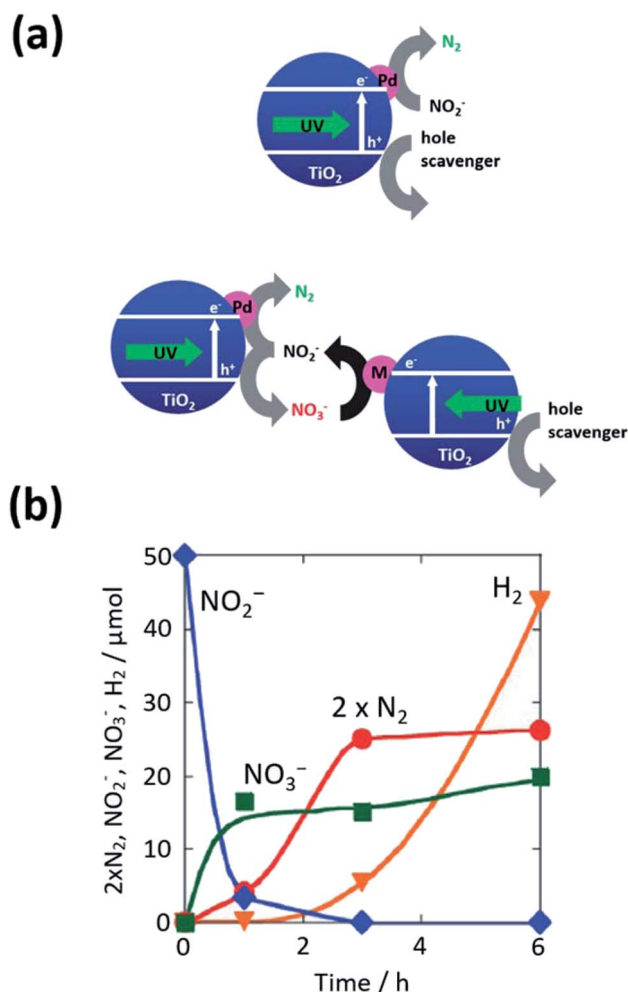 (a)
N₂
e⁻ Pd
NO₂⁻
UV
h⁺
hole
scavenger
TiO₂
e⁻ Pd
N₂
UV
NO₂⁻
h⁺
TiO₂
NO₃⁻
M
e⁻
UV
h⁺
hole
scavenger
TiO₂
(b)
2xN₂, NO₂⁻, NO₃⁻, H₂ / μmol
50
40
30
20
10
0
NO₂⁻
H₂
2 x N₂
NO₃⁻
0 2 4 6
Time / h